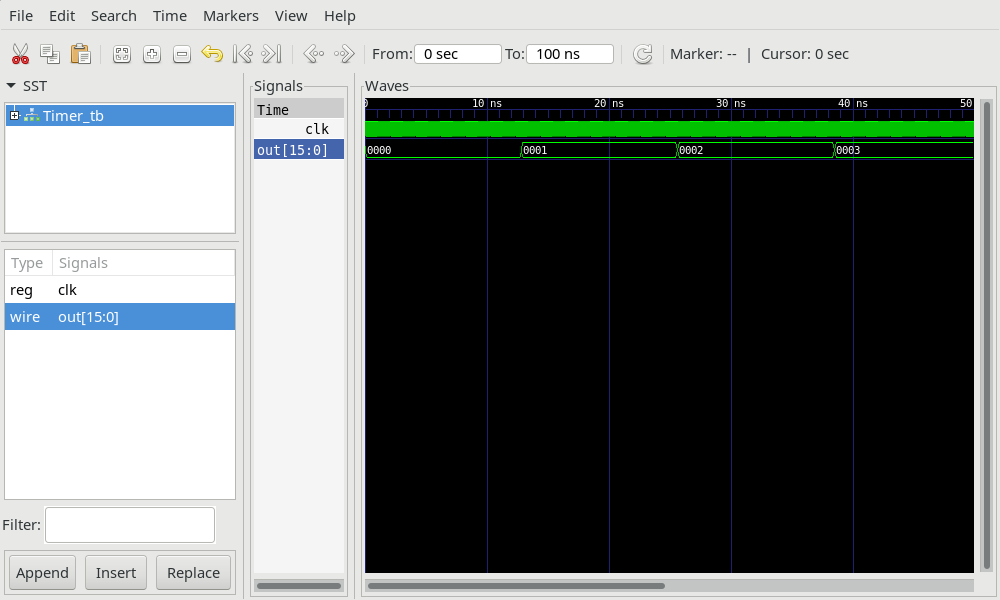 File Edit Search Time Markers View Help
From: 0 sec To: 100 ns Marker: -- | Cursor: 0 sec
SST
Timer_tb
Type Signals
reg clk
wire out[15:0]
Filter:
Append Insert Replace
Signals
Time
clk
out[15:0]
Waves
0 10 ns 20 ns 30 ns 40 ns 50
0000 0001 0002 0003